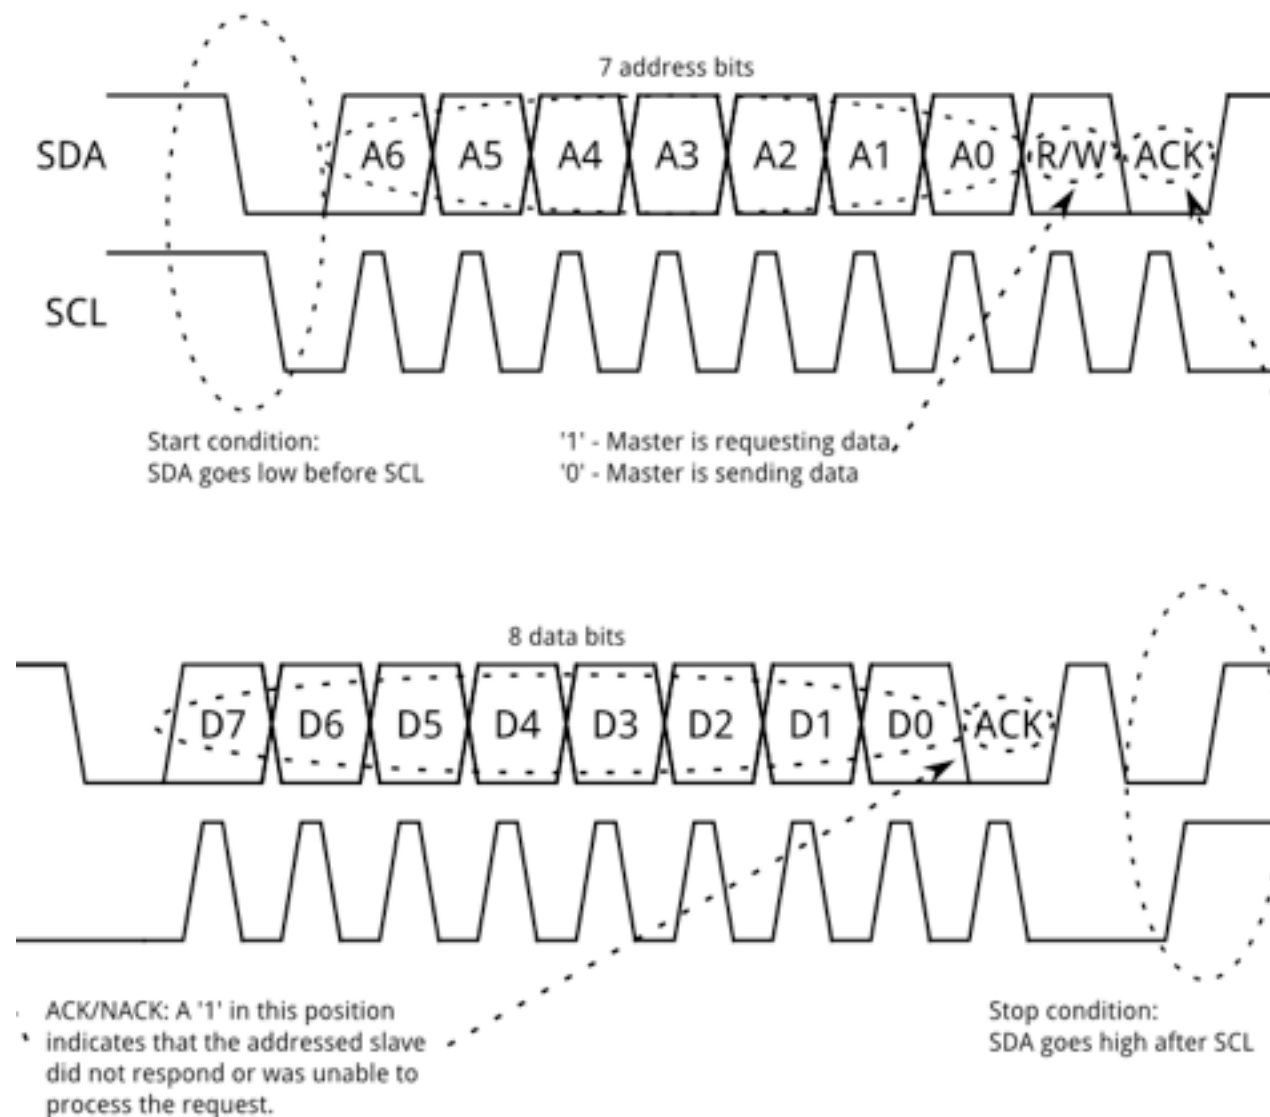 7 address bits
SDA
A6 A5 A4 A3 A2 A1 A0 R/W ACK
SCL
Start condition:
SDA goes low before SCL
'1' - Master is requesting data
'0' - Master is sending data
8 data bits
D7 D6 D5 D4 D3 D2 D1 D0 ACK
ACK/NACK: A '1' in this position
indicates that the addressed slave
did not respond or was unable to
process the request.
Stop condition:
SDA goes high after SCL